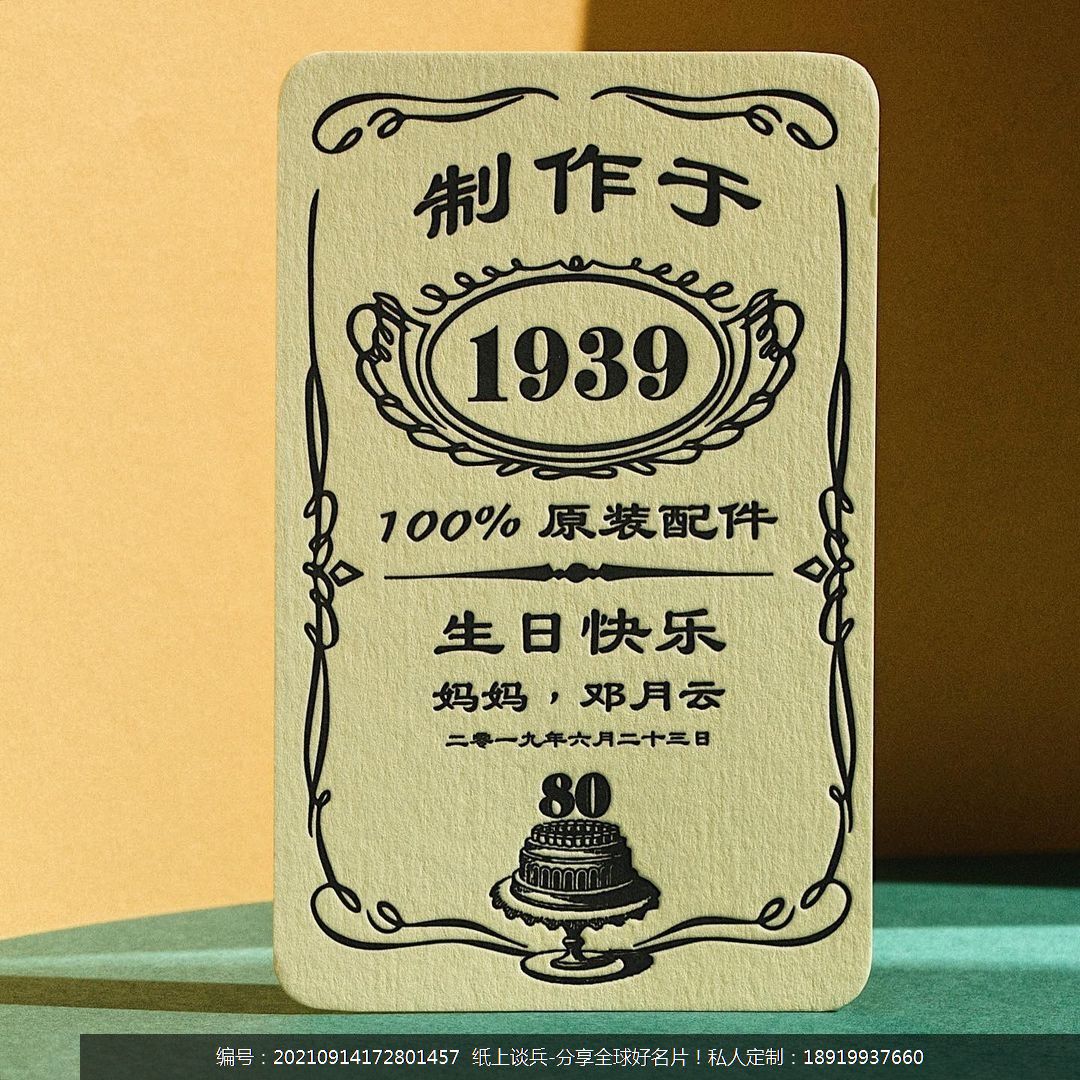 制作于
1939
100% 原装配件
生日快乐
妈妈，邓月云
二零一九年六月二十三日
80
编号：20210914172801457 纸上谈兵-分享全球好名片！私人定制：18919937660